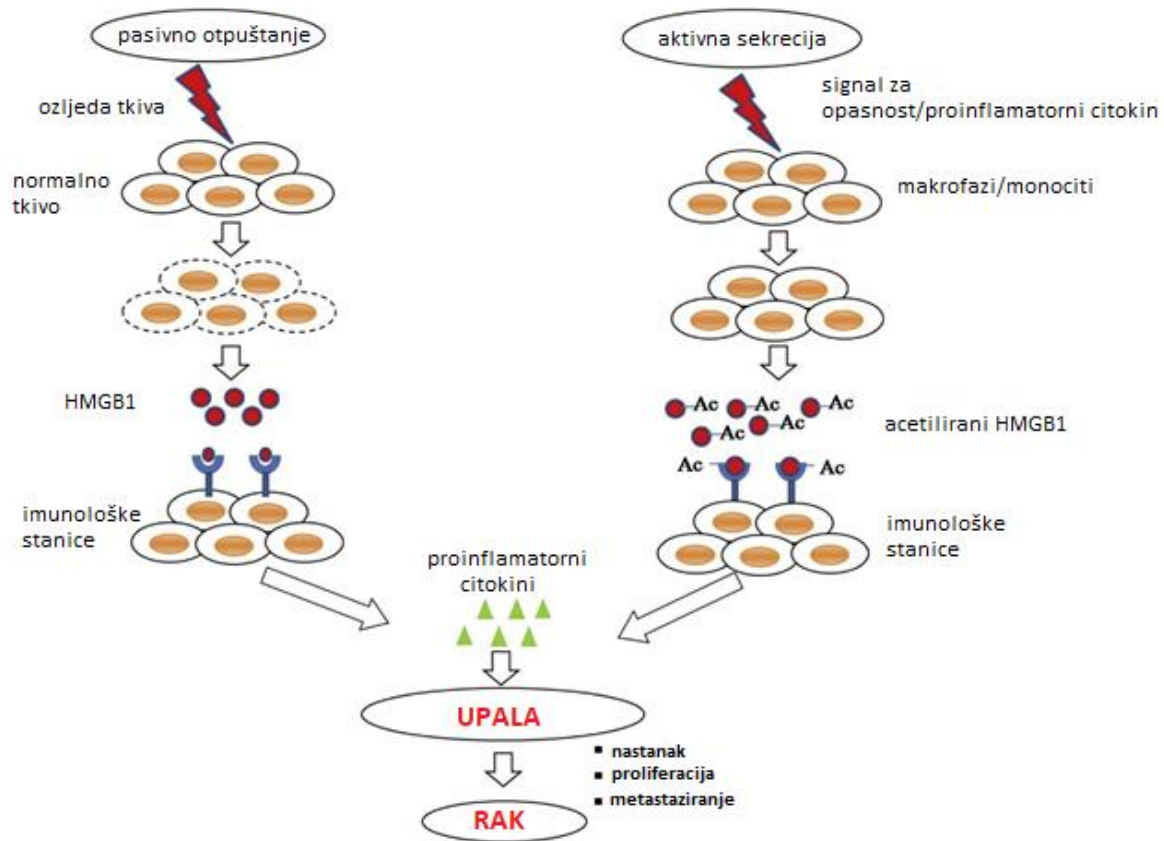 pasivno otpuštanje
ozljeda tkiva
normalno
tkivo
HMGB1
imunološke
stanice
aktivna sekrecija
signal za
opasnost/proinflamatorni citokin
makrofazi/monociti
Ac
Ac
Ac
Ac
Ac
acetilirani HMGB1
Ac
Ac
imunološke
stanice
proinflamatorni
citokini
UPALA
▪ nastanak
▪ proliferacija
▪ metastaziranje
RAK